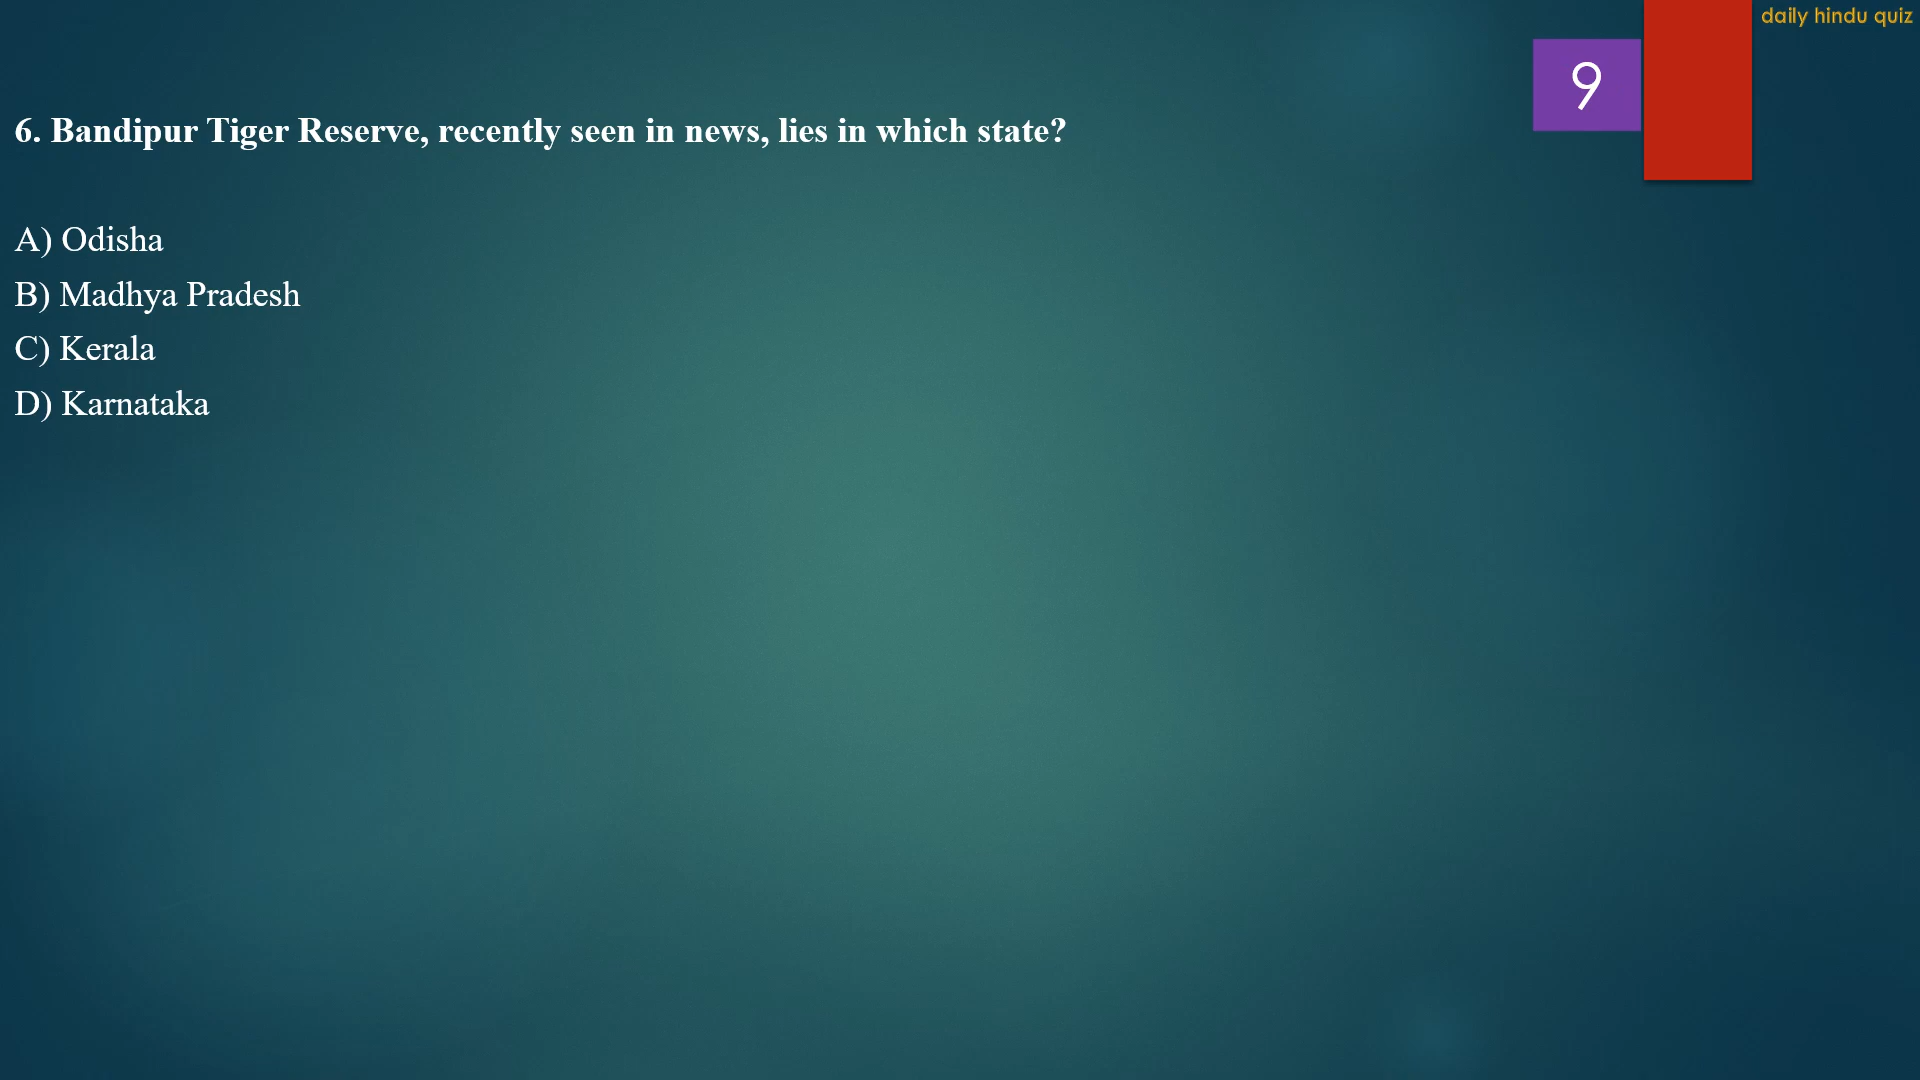 daily hindu quiz
9
6. Bandipur Tiger Reserve, recently seen in news, lies in which state?
A) Odisha
B) Madhya Pradesh
C) Kerala
D) Karnataka